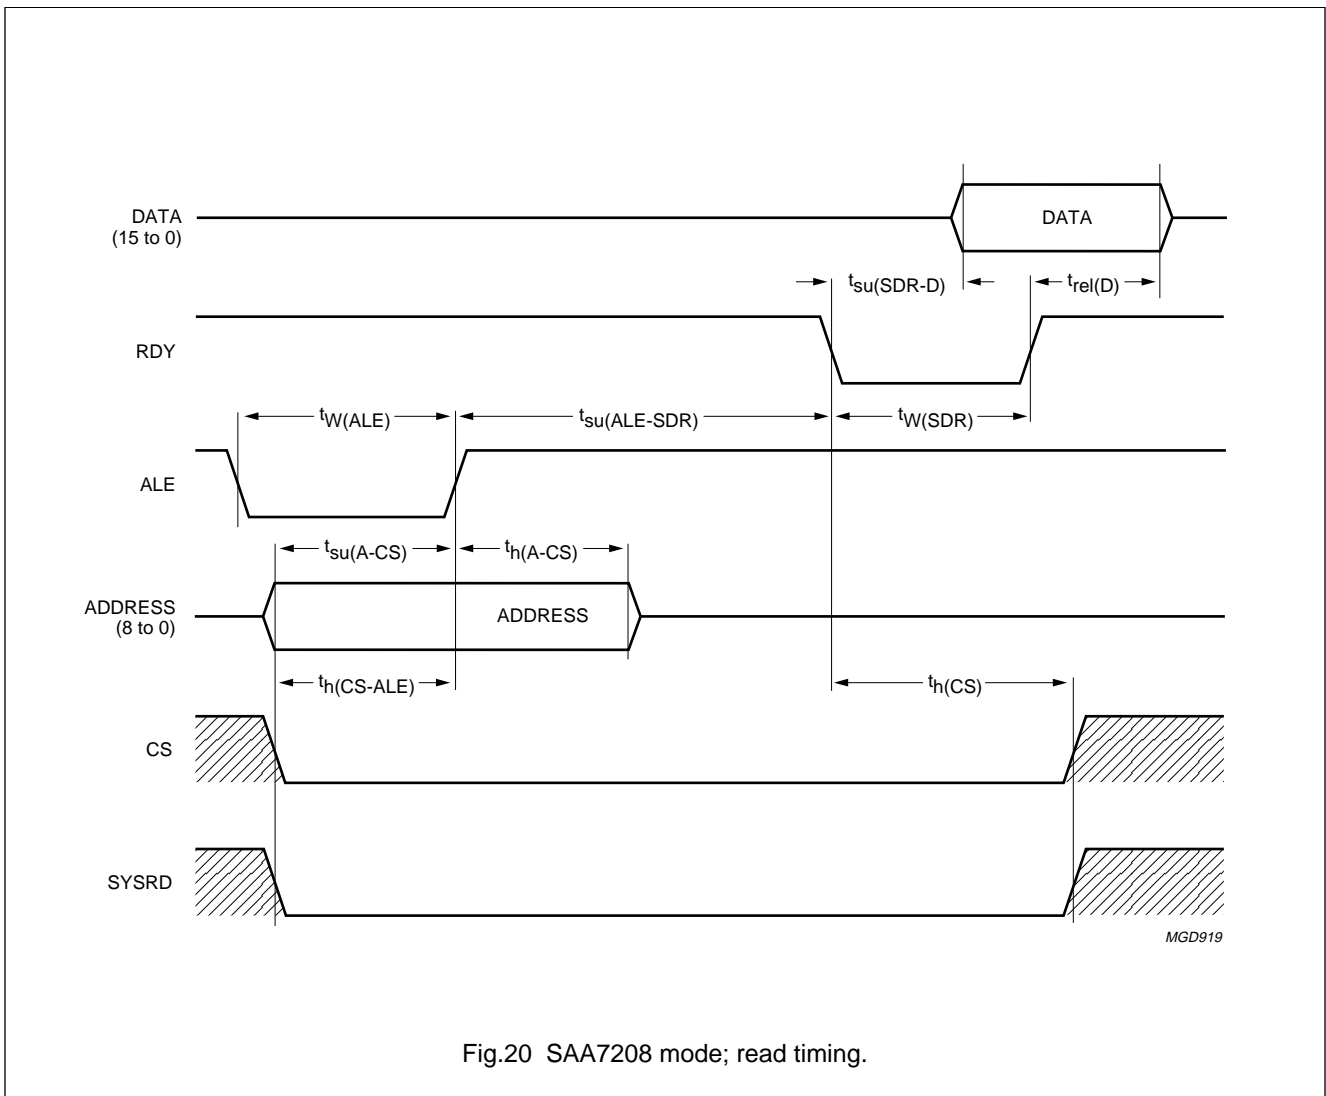 DATA
(15 to 0)
DATA
tsu(SDR-D)
trel(D)
RDY
tW(ALE)
tsu(ALE-SDR)
tW(SDR)
ALE
tsu(A-CS)
th(A-CS)
ADDRESS
(8 to 0)
ADDRESS
th(CS-ALE)
th(CS)
CS
SYSRD
MGD919
Fig.20 SAA7208 mode; read timing.